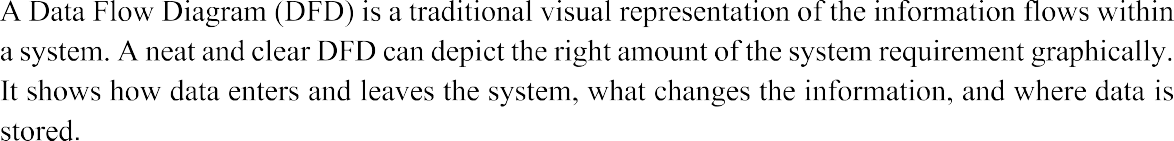 A Data Flow Diagram (DFD) is a traditional visual representation of the information flows within
a system. A neat and clear DFD can depict the right amount of the system requirement graphically.
It shows how data enters and leaves the system, what changes the information, and where data is
stored.